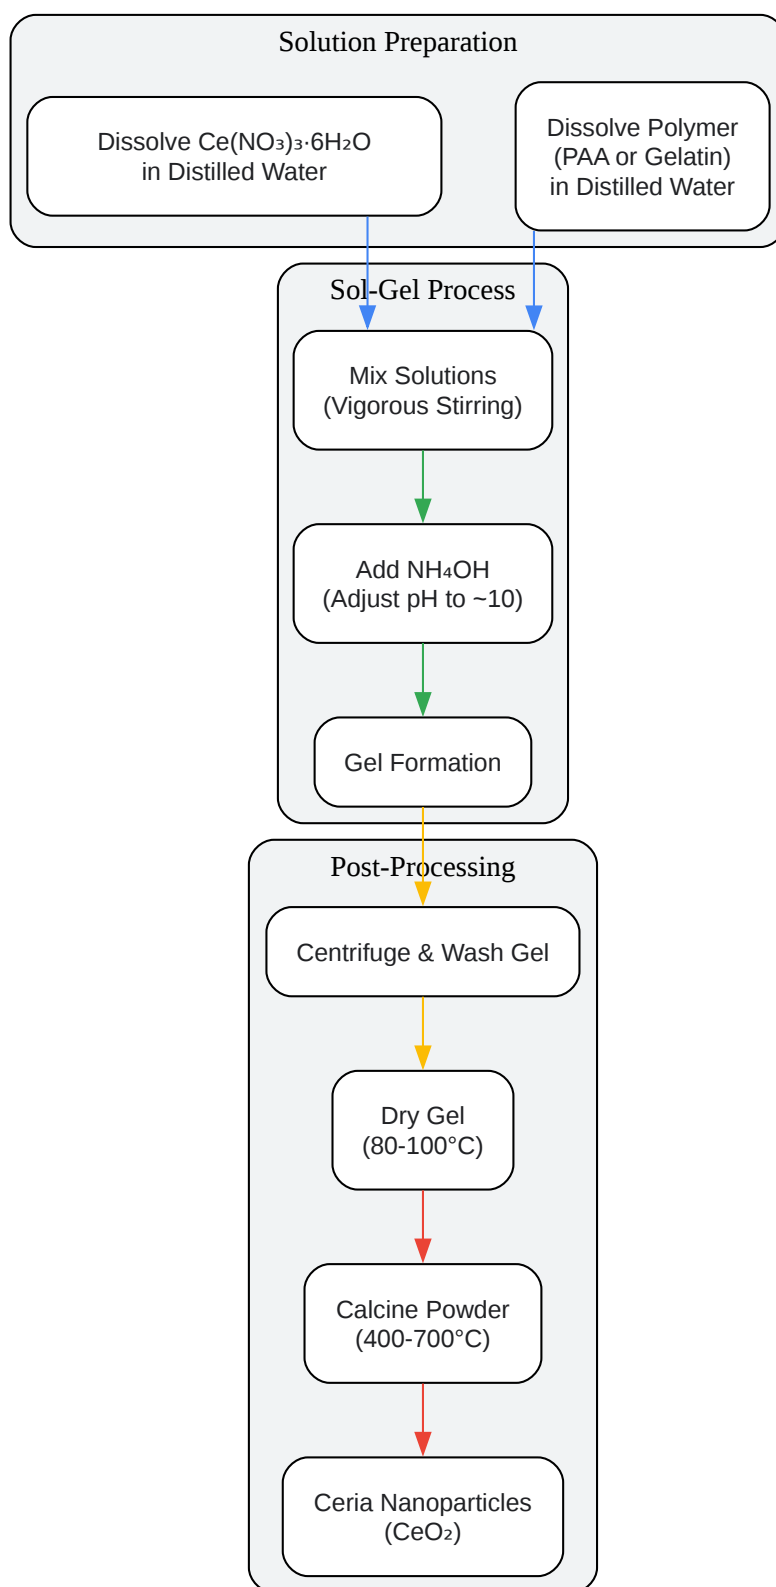 Solution Preparation
Dissolve Ce(NO₃)₃·6H₂O
in Distilled Water
Dissolve Polymer
(PAA or Gelatin)
in Distilled Water
Sol-Gel Process
Mix Solutions
(Vigorous Stirring)
Add NH₄OH
(Adjust pH to ~10)
Gel Formation
Post-Processing
Centrifuge & Wash Gel
Dry Gel
(80-100°C)
Calcine Powder
(400-700°C)
Ceria Nanoparticles
(CeO₂)